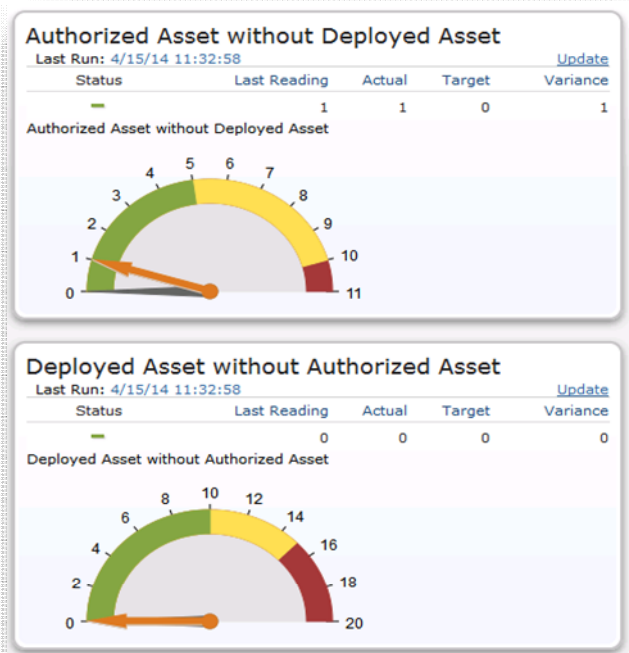 Authorized Asset without Deployed Asset
Last Run: 4/15/14 11:32:58 Update
Status Last Reading Actual Target Variance
1 1 0 1
Authorized Asset without Deployed Asset
0 1 2 3 4 5 6 7 8 9 10 11
Deployed Asset without Authorized Asset
Last Run: 4/15/14 11:32:58 Update
Status Last Reading Actual Target Variance
0 0 0 0
Deployed Asset without Authorized Asset
0 2 4 6 8 10 12 14 16 18 20